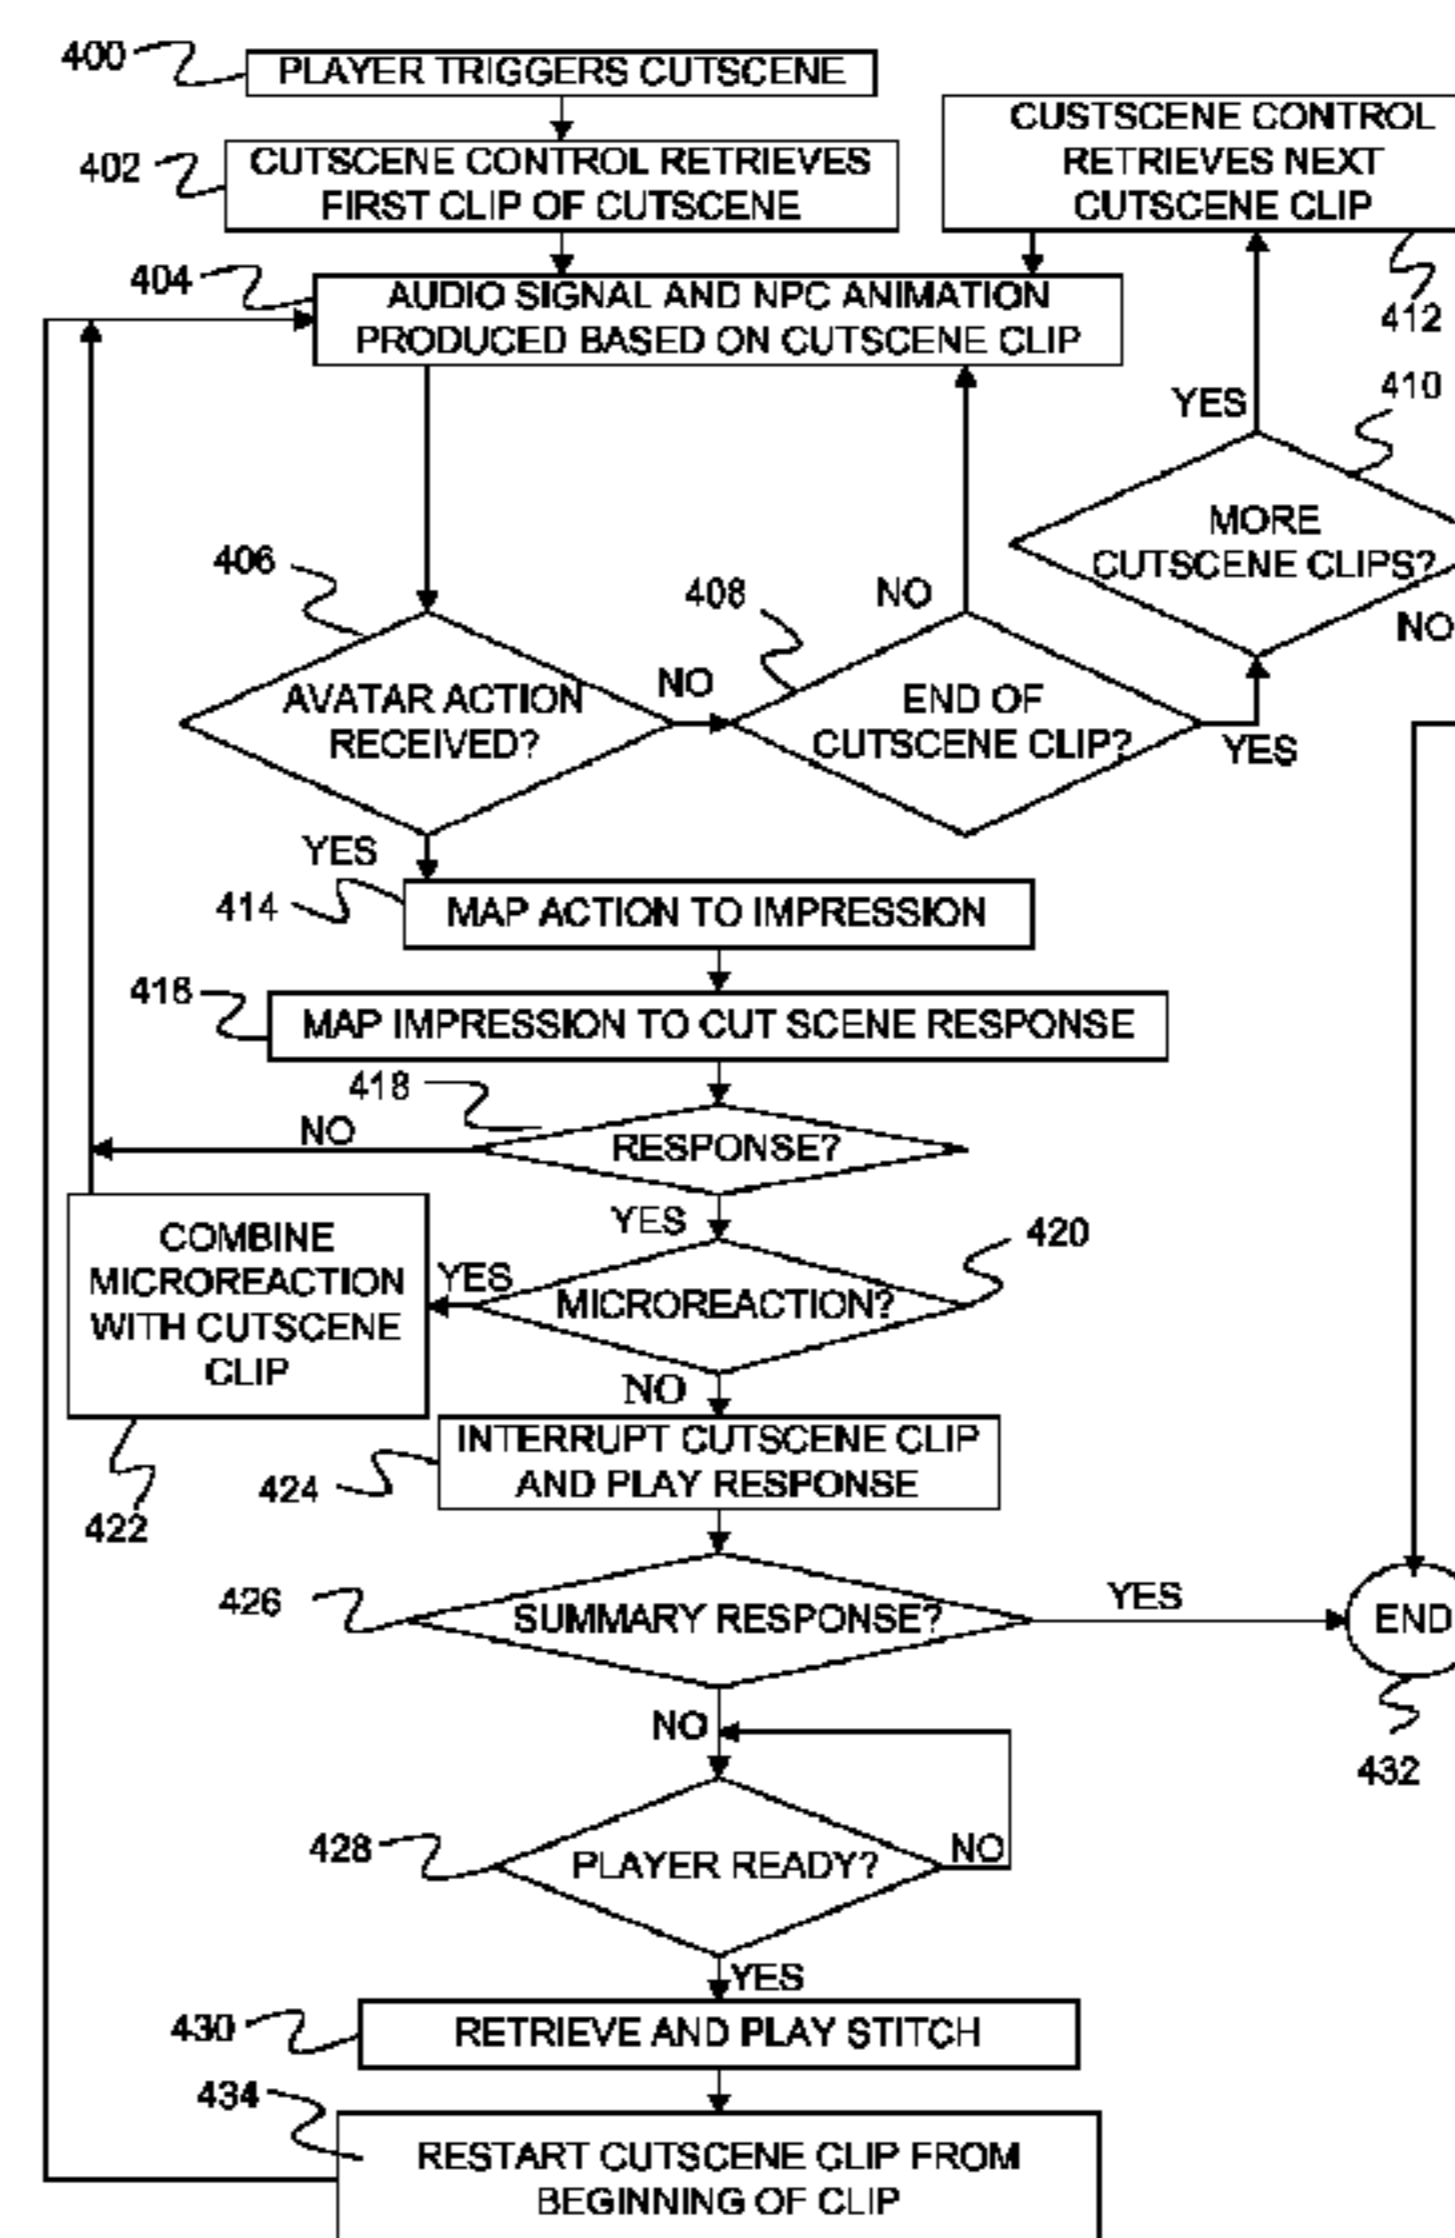 400
PLAYER TRIGGERS CUTSCENE
402
CUTSCENE CONTROL RETRIEVES
FIRST CLIP OF CUTSCENE
CUSTSCENE CONTROL
RETRIEVES NEXT
CUTSCENE CLIP
412
404
AUDIO SIGNAL AND NPC ANIMATION
PRODUCED BASED ON CUTSCENE CLIP
410
YES
MORE
CUTSCENE CLIPS?
NO
406
AVATAR ACTION
RECEIVED?
NO
408
NO
END OF
CUTSCENE CLIP?
YES
YES
414
MAP ACTION TO IMPRESSION
416
MAP IMPRESSION TO CUT SCENE RESPONSE
418
RESPONSE?
NO
YES
420
MICROREACTION?
YES
COMBINE
MICROREACTION
WITH CUTSCENE
CLIP
422
NO
INTERRUPT CUTSCENE CLIP
AND PLAY RESPONSE
424
426
SUMMARY RESPONSE?
YES
END
432
NO
428
PLAYER READY?
NO
YES
430
RETRIEVE AND PLAY STITCH
434
RESTART CUTSCENE CLIP FROM
BEGINNING OF CLIP